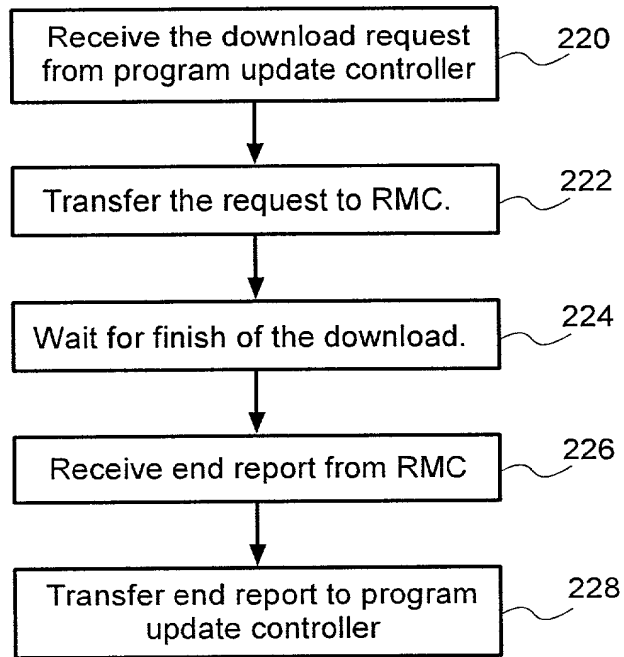 Receive the download request
from program update controller
220
Transfer the request to RMC.
222
Wait for finish of the download.
224
Receive end report from RMC
226
Transfer end report to program
update controller
228